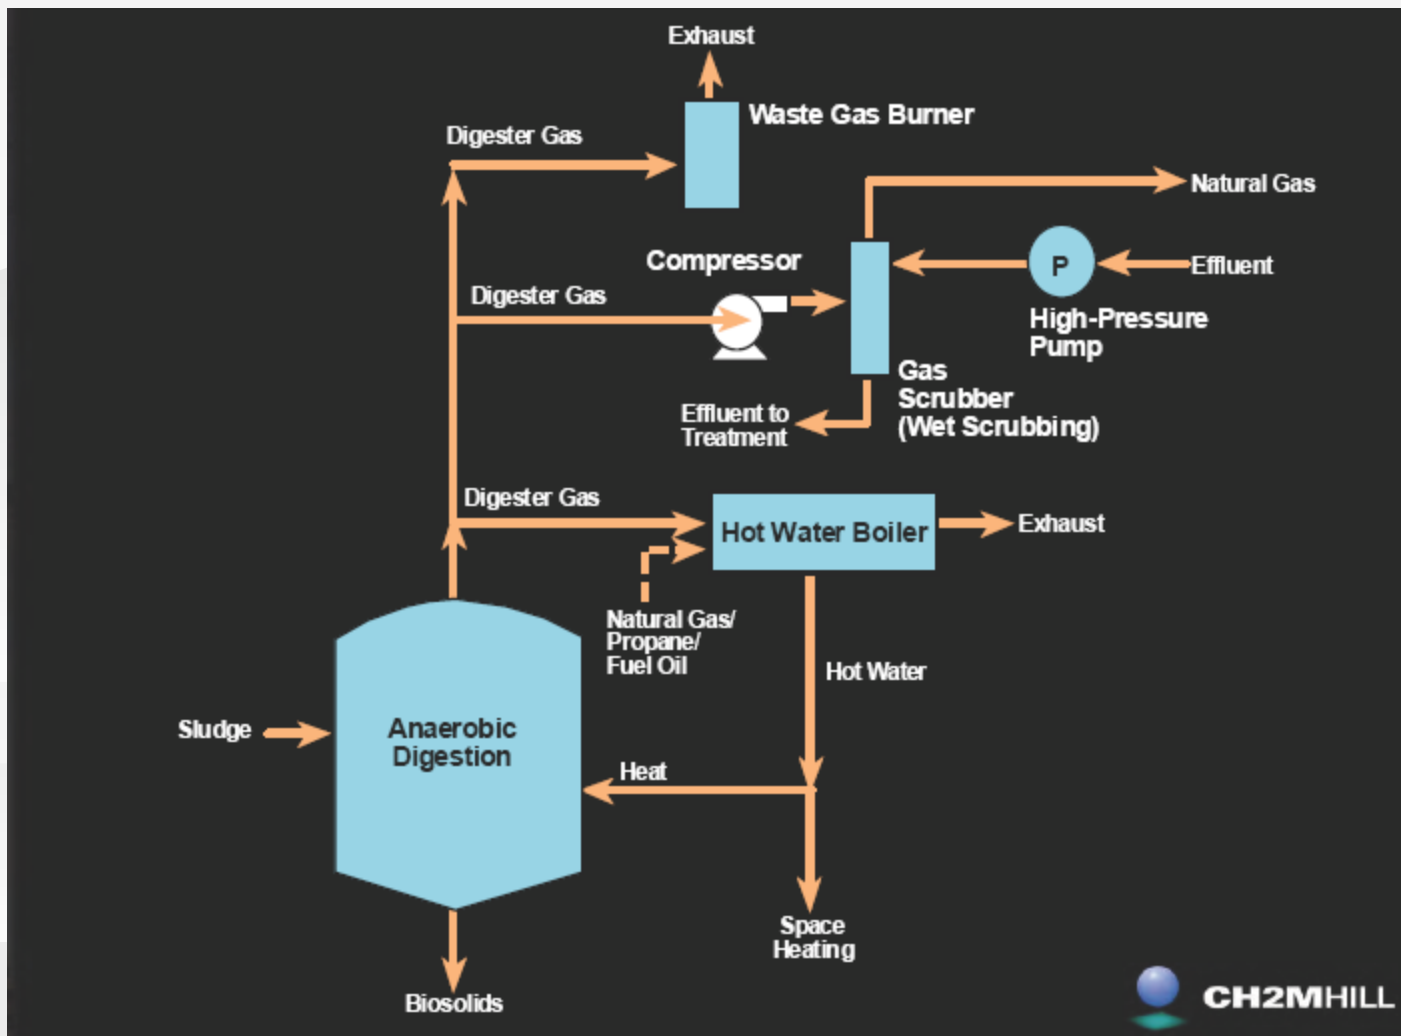 Exhaust
Waste Gas Burner
Digester Gas
Natural Gas
Compressor
P
Effluent
Digester Gas
High-Pressure
Pump
Gas
Scrubber
(Wet Scrubbing)
Effluent to
Treatment
Digester Gas
Hot Water Boiler
Exhaust
Natural Gas/
Propane/
Fuel Oil
Hot Water
Sludge
Anaerobic
Digestion
Heat
Space
Heating
Biosolids
CH2MHILL